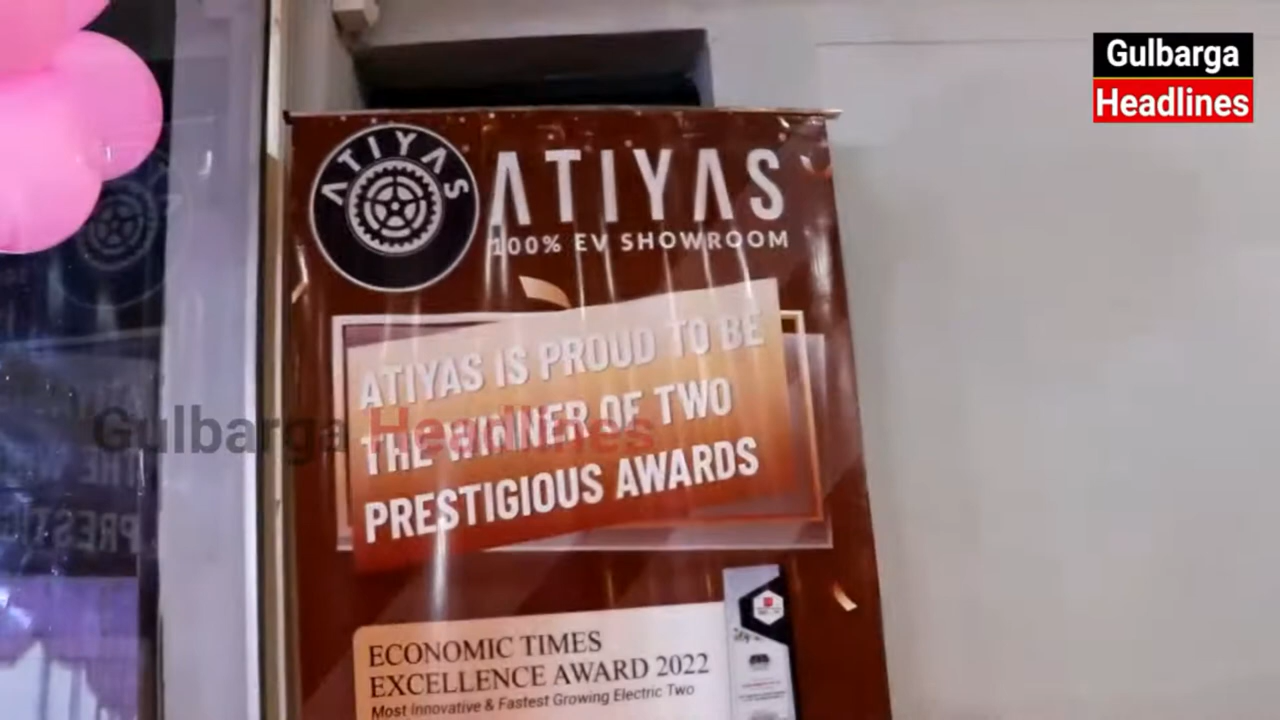 Gulbarga
Headlines
ATIYAS
ATIYAS
100% EV SHOWROOM
ATIYAS IS PROUD TO BE
THE WINNER OF TWO
PRESTIGIOUS AWARDS
Gulbarga Headlines
ECONOMIC TIMES
EXCELLENCE AWARD 2022
Most Innovative & Fastest Growing Electric Two